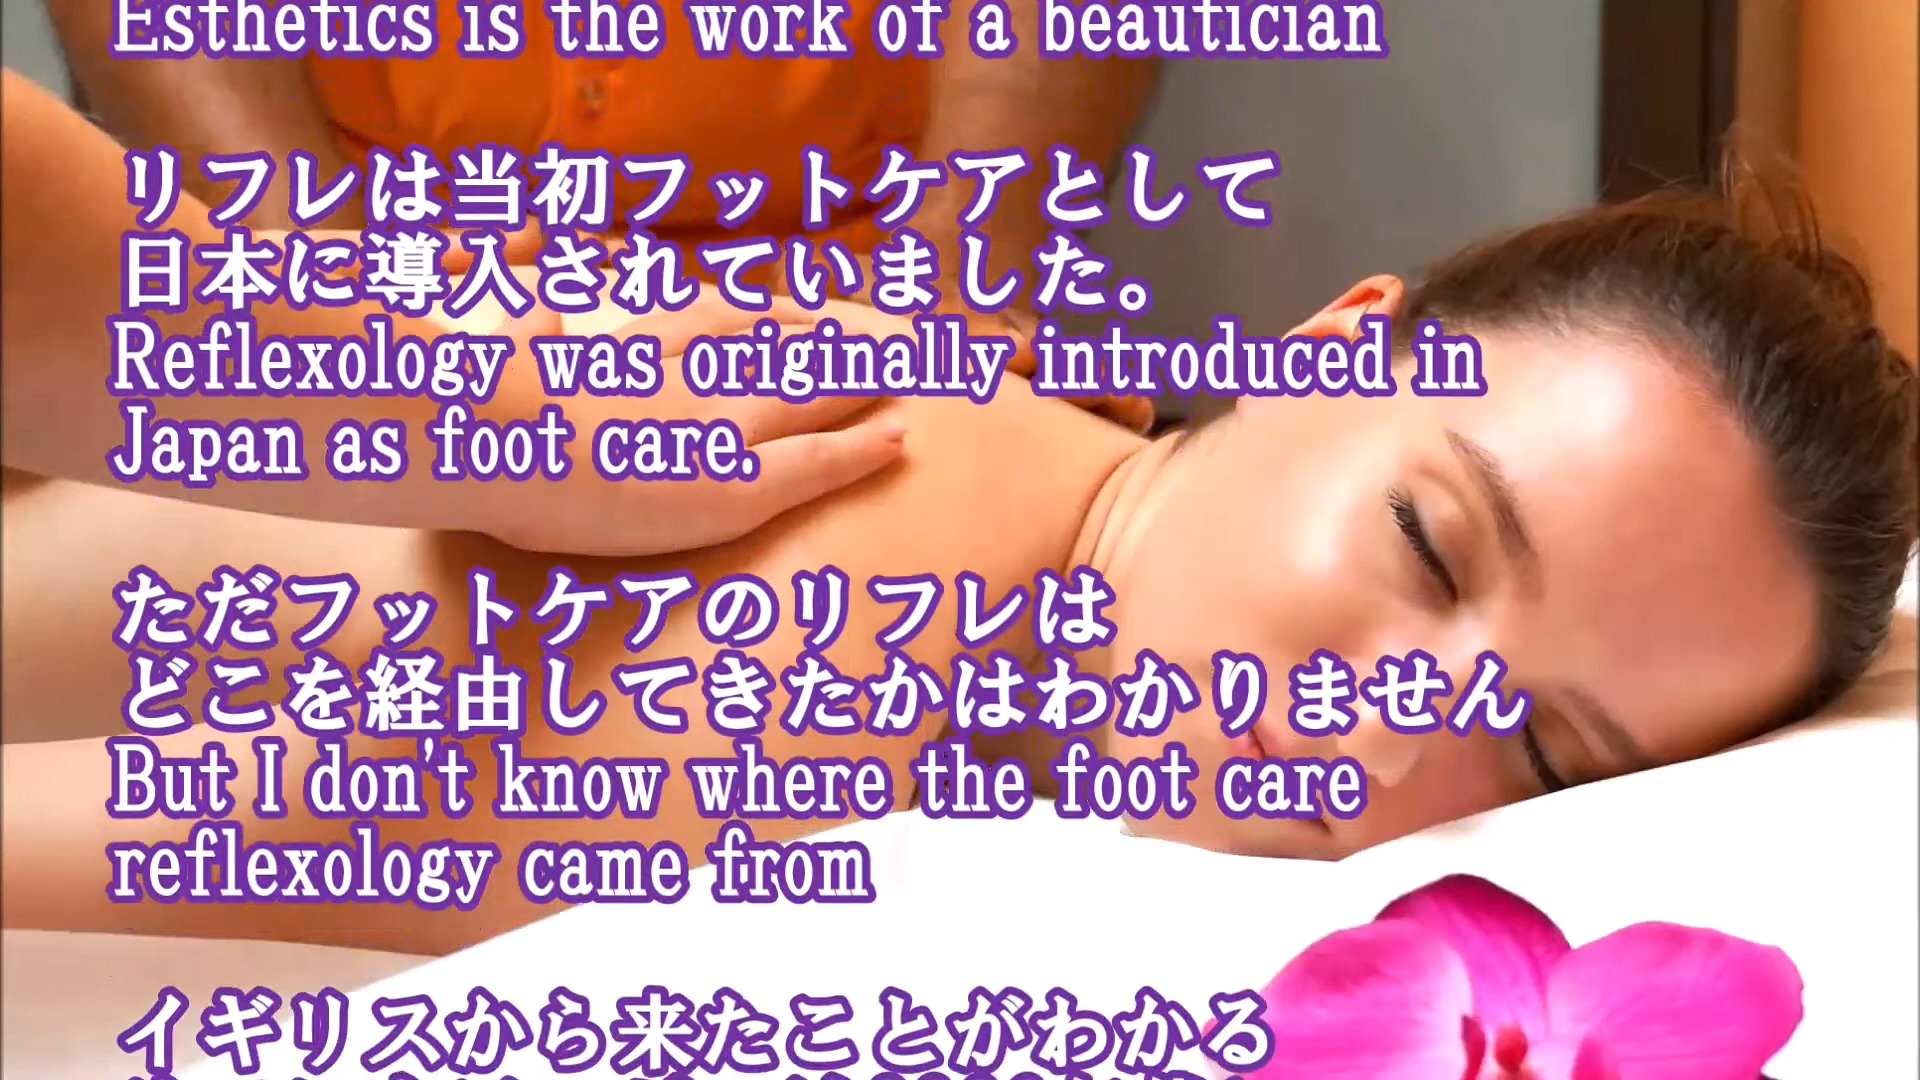 Esthetics is the work of a beautician
リフレは当初フットケアとして
日本に導入されていました。
Reflexology was originally introduced in
Japan as foot care.
ただフットケアのリフレは
どこを経由してきたかはわかりません
But I don't know where the foot care
reflexology came from
イギリスから来たことがわかる